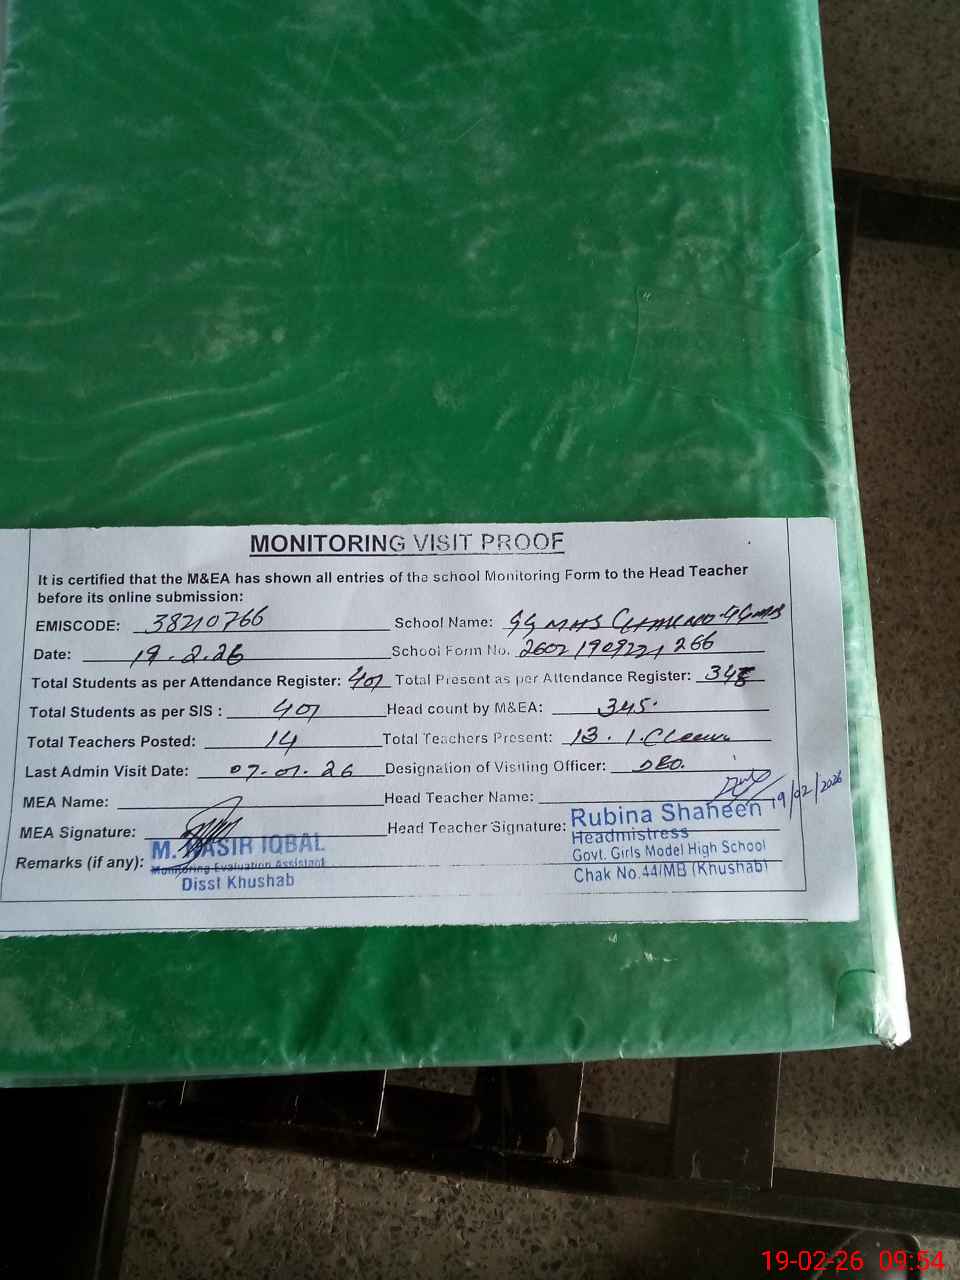 MONITORING VISIT PROOF
It is certified that the M&EA has shown all entries of the school Monitoring Form to the Head Teacher
before its online submission:
EMISCODE: 38210766 School Name: GGMHS
Date: 19.2.26 School Form No. 266
Total Students as per Attendance Register: 401 Total Present as per Attendance Register: 345
Total Students as per SIS : 401 Head count by M&EA: 345.
Total Teachers Posted: 14 Total Teachers Present: 13.
Last Admin Visit Date: 07-01.26 Designation of Visiting Officer: DEO.
MEA Name: Head Teacher Name:
19/02/2026
MEA Signature: Head Teacher Signature: Rubina Shaheen
Headmistress
Govt. Girls Model High School
Chak No.44/MB (Khushab)
Remarks (if any): M. NASIR IQBAL
Monitoring Evaluation Assistant
Disst Khushab
19-02-26 09:54